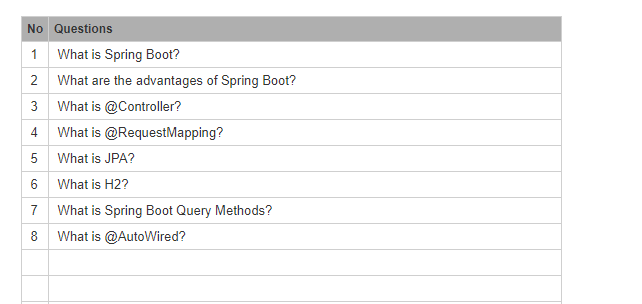 No Questions
1 What is Spring Boot?
2 What are the advantages of Spring Boot?
3 What is @Controller?
4 What is @RequestMapping?
5 What is JPA?
6 What is H2?
7 What is Spring Boot Query Methods?
8 What is @AutoWired?